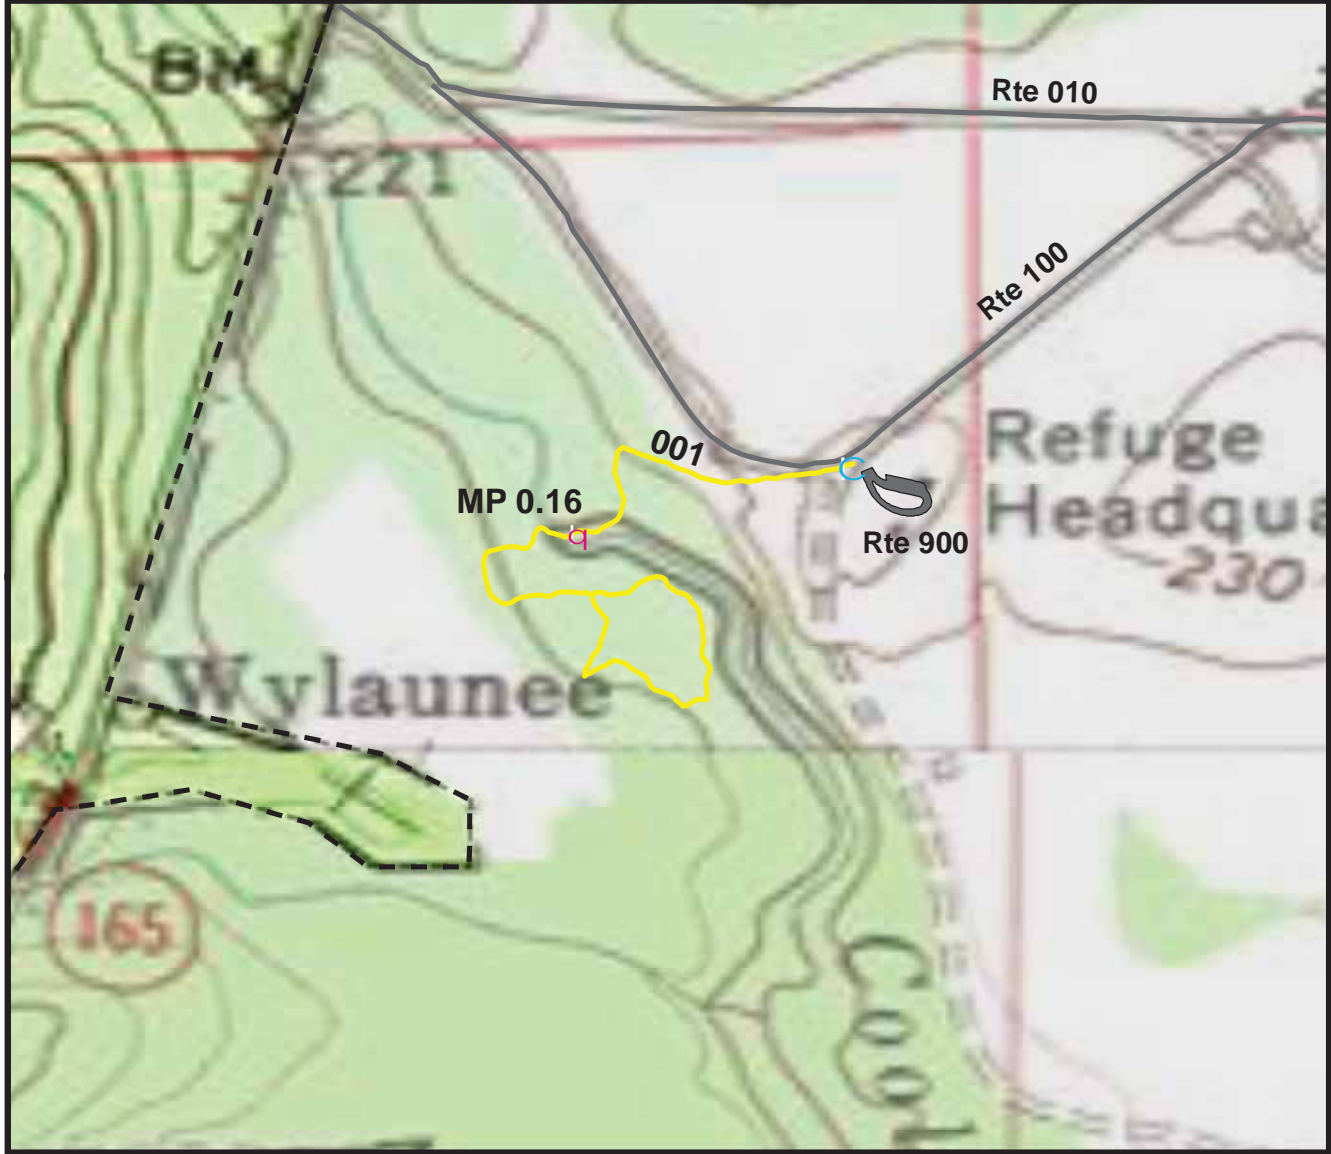 BM
Rte 010
221
Rte 100
001
Refuge
MP 0.16
q
Headqua
Rte 900
230
Wylaunee
165
Cool